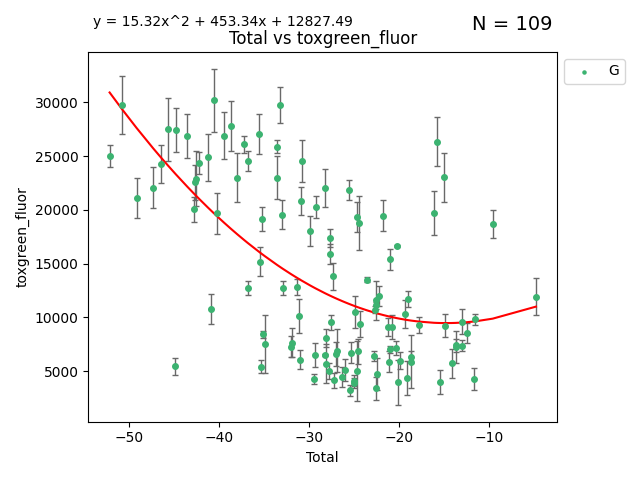 y = 15.32x^2 + 453.34x + 12827.49
N = 109
Total vs toxgreen_fluor
G
30000
25000
20000
15000
10000
5000
toxgreen_fluor
−50 −40 −30 −20 −10
Total